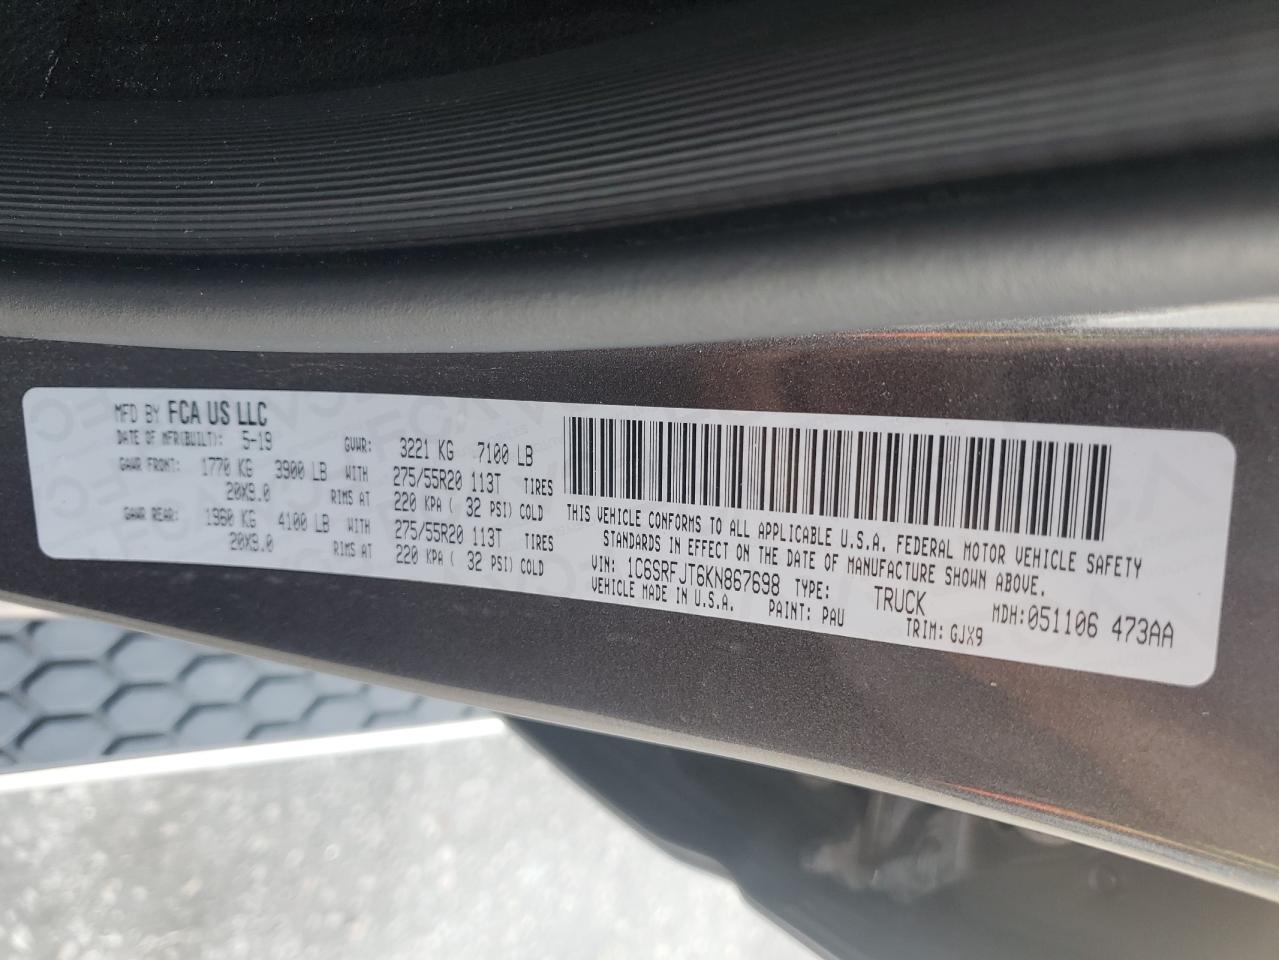 MFD BY FCA US LLC
DATE OF MFR(BUILT): 5-19 GVWR: 3221 KG 7100 LB
GAWR FRONT: 1770 KG 3900 LB WITH 275/55R20 113T TIRES
20X9.0 RIMS AT 220 KPA ( 32 PSI) COLD
GAWR REAR: 1860 KG 4100 LB WITH 275/55R20 113T TIRES
20X9.0 RIMS AT 220 KPA ( 32 PSI) COLD
THIS VEHICLE CONFORMS TO ALL APPLICABLE U.S.A. FEDERAL MOTOR VEHICLE SAFETY
STANDARDS IN EFFECT ON THE DATE OF MANUFACTURE SHOWN ABOVE.
VIN: 1C6SRFJT6KN867698 TYPE: TRUCK MDH:051106 473AA
VEHICLE MADE IN U.S.A. PAINT: PAU TRIM: GJX9